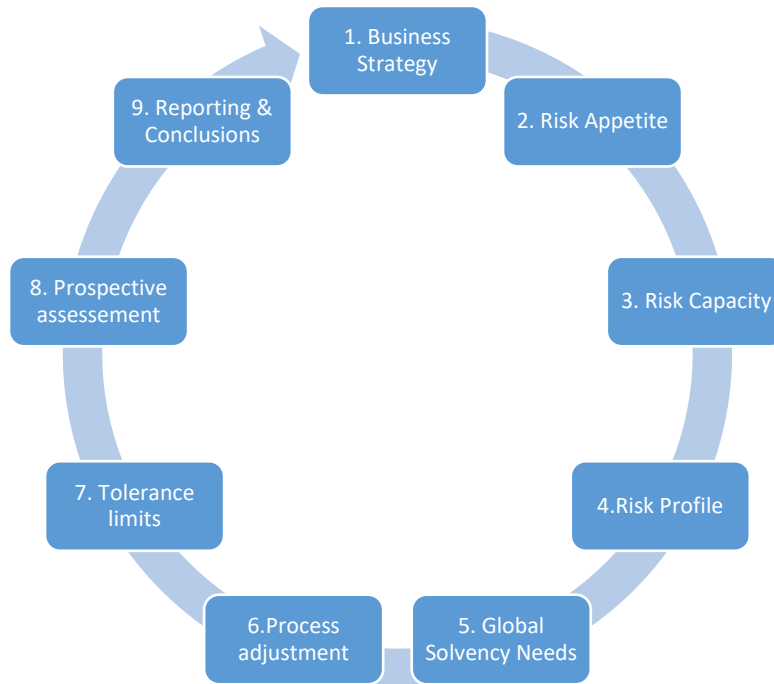 1. Business
Strategy
2. Risk Appetite
3. Risk Capacity
4.Risk Profile
5. Global
Solvency Needs
6.Process
adjustment
7. Tolerance
limits
8. Prospective
assessement
9. Reporting &
Conclusions